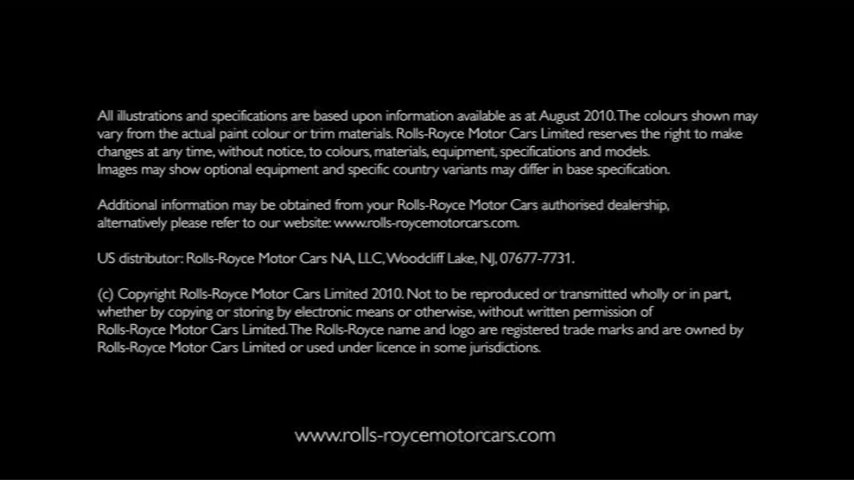 All illustrations and specifications are based upon information available as at August 2010. The colours shown may
vary from the actual paint colour or trim materials. Rolls-Royce Motor Cars Limited reserves the right to make
changes at any time, without notice, to colours, materials, equipment, specifications and models.
Images may show optional equipment and specific country variants may differ in base specification.
Additional information may be obtained from your Rolls-Royce Motor Cars authorised dealership,
alternatively please refer to our website: www.rolls-roycemotorcars.com.
US distributor: Rolls-Royce Motor Cars NA, LLC, Woodcliff Lake, NJ, 07677-7731.
(c) Copyright Rolls-Royce Motor Cars Limited 2010. Not to be reproduced or transmitted wholly or in part,
whether by copying or storing by electronic means or otherwise, without written permission of
Rolls-Royce Motor Cars Limited. The Rolls-Royce name and logo are registered trade marks and are owned by
Rolls-Royce Motor Cars Limited or used under licence in some jurisdictions.
www.rolls-roycemotorcars.com